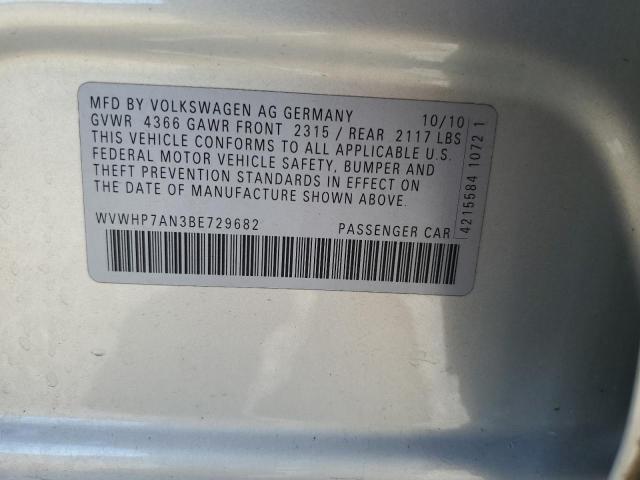 MFD BY VOLKSWAGEN AG GERMANY 10/10
GVWR 4366 GAWR FRONT 2315 / REAR 2117 LBS
THIS VEHICLE CONFORMS TO ALL APPLICABLE U.S.
FEDERAL MOTOR VEHICLE SAFETY, BUMPER AND
THEFT PREVENTION STANDARDS IN EFFECT ON
THE DATE OF MANUFACTURE SHOWN ABOVE.
WVWHP7AN3BE729682 PASSENGER CAR
4215584 1072 1